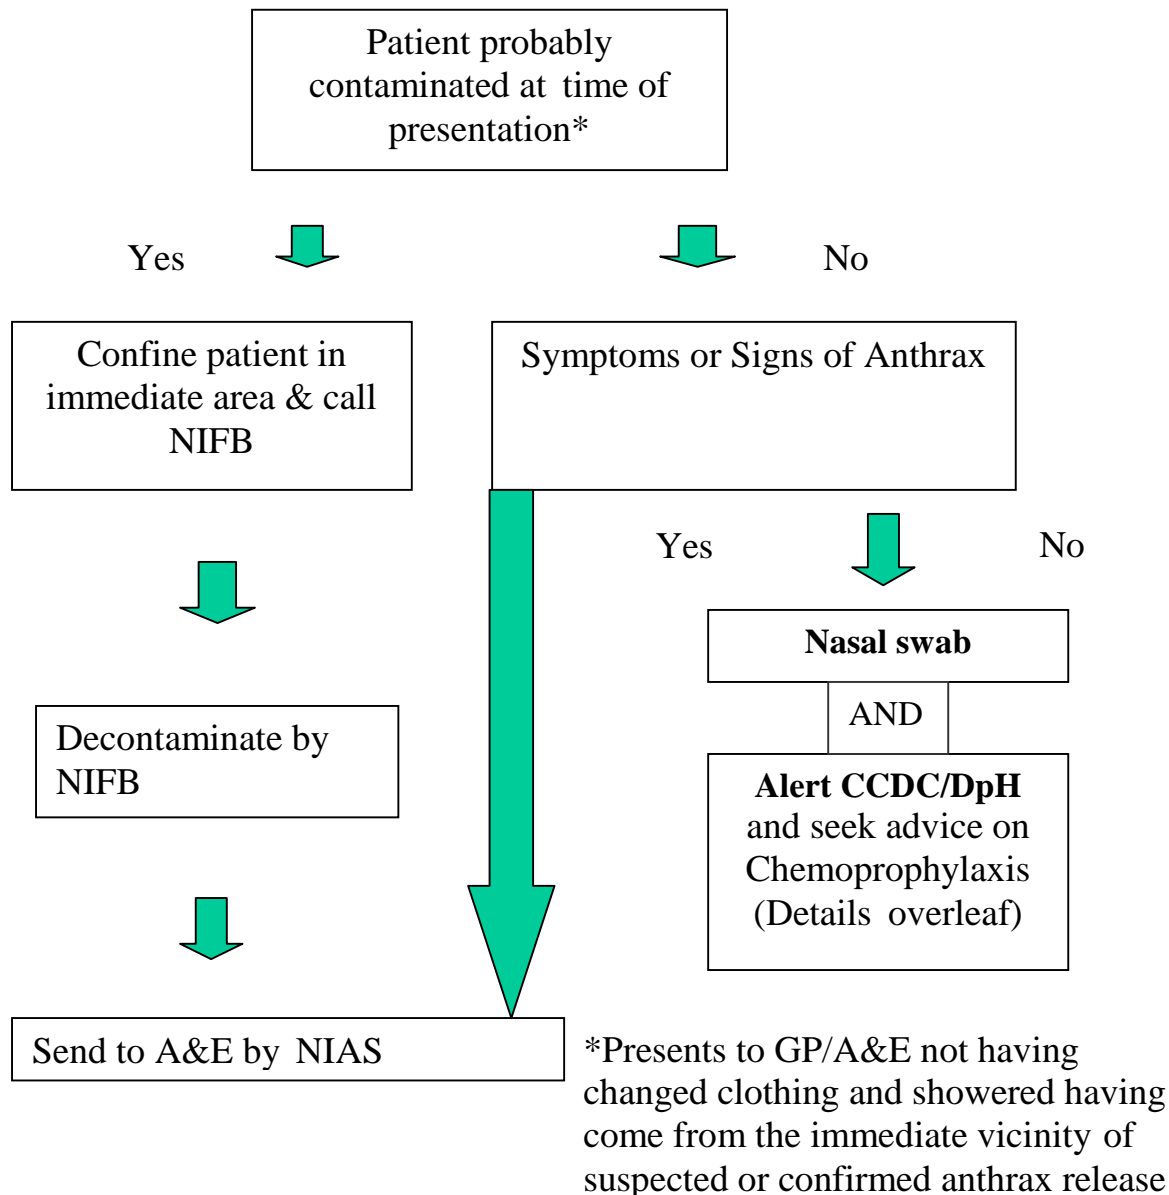 Patient probably
contaminated at time of
presentation*
Yes
No
Confine patient in
immediate area & call
NIFB
Symptoms or Signs of Anthrax
Yes
No
Nasal swab
AND
Decontaminate by
NIFB
Alert CCDC/DpH
and seek advice on
Chemoprophylaxis
(Details overleaf)
Send to A&E by NIAS
*Presents to GP/A&E not having
changed clothing and showered having
come from the immediate vicinity of
suspected or confirmed anthrax release